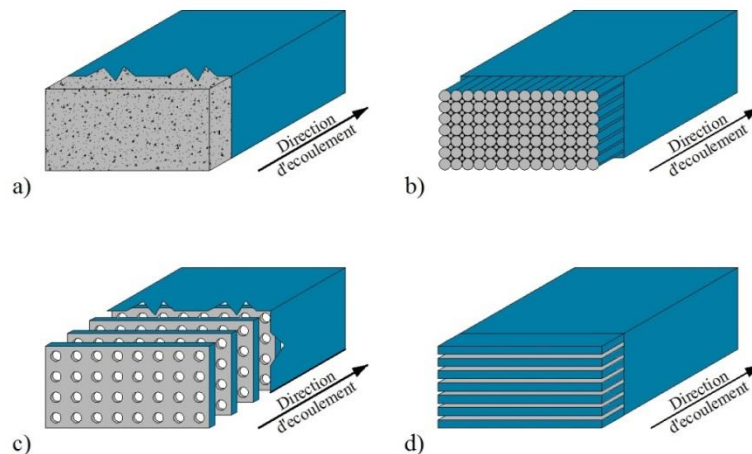 Direction
d'ecoulement
a)
Direction
d'ecoulement
b)
Direction
d'ecoulement
c)
Direction
d'ecoulement
d)